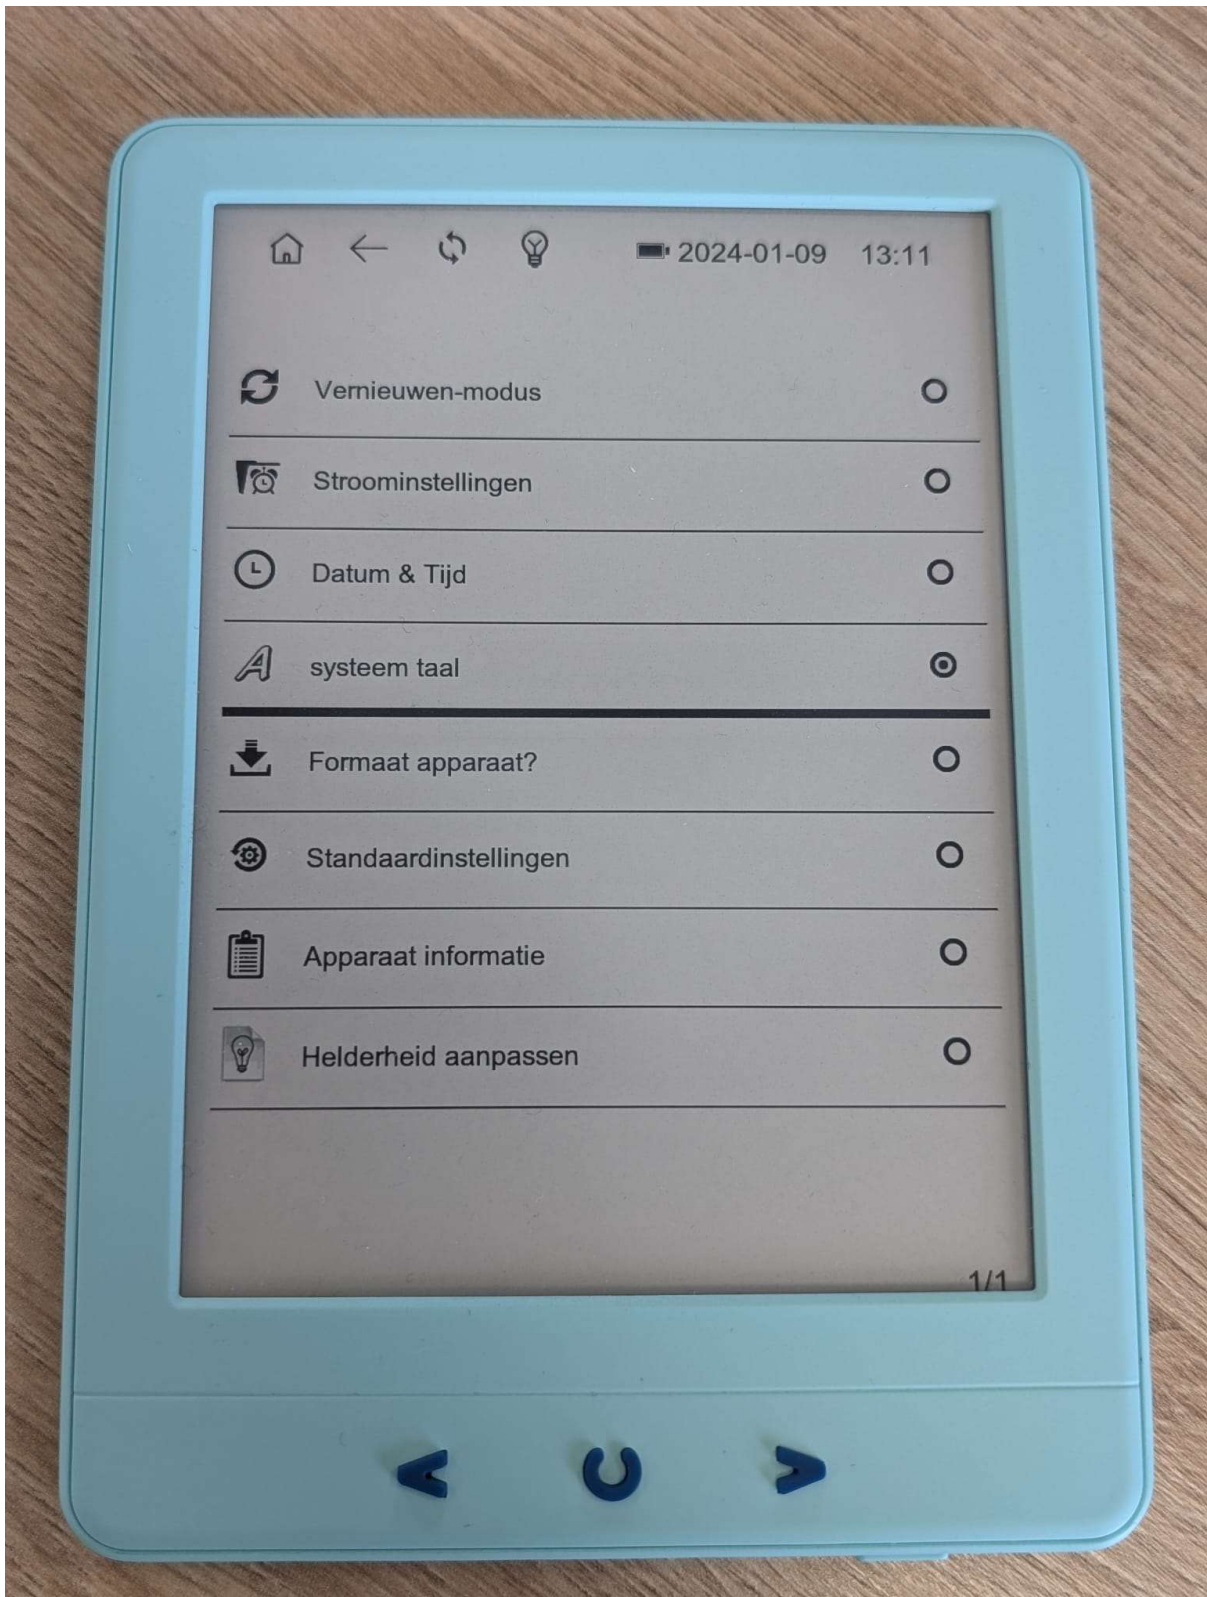 2024-01-09 13:11
Vernieuwen-modus
Stroominstellingen
Datum & Tijd
systeem taal
Formaat apparaat?
Standaardinstellingen
Apparaat informatie
Helderheid aanpassen
1/1